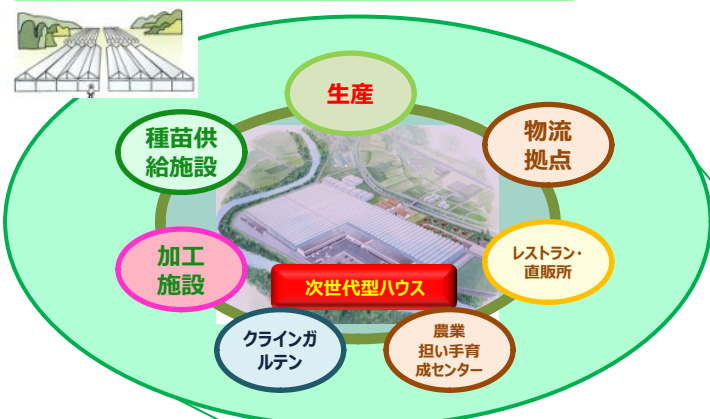 生産
種苗供
給施設
物流
拠点
加工
施設
レストラン・
直販所
次世代型ハウス
クラインガ
ルテン
農業
担い手育
成センター